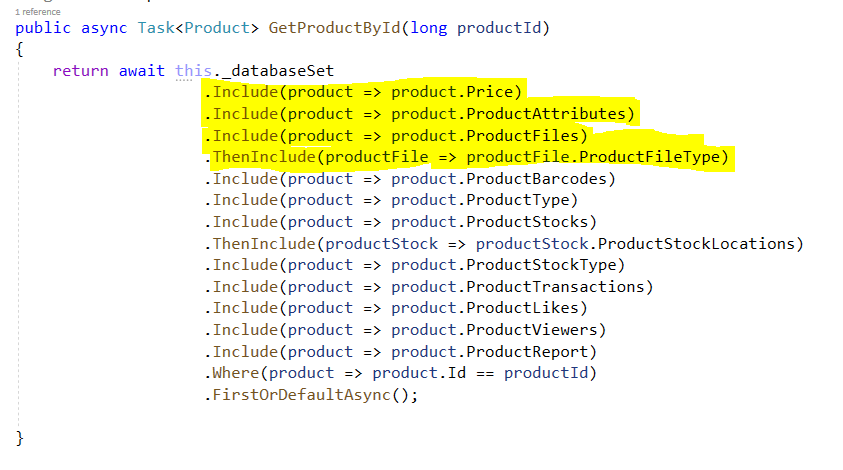 1 reference
public async Task<Product> GetProductById(long productId)
{
return await this._databaseSet
.Include(product => product.Price)
.Include(product => product.ProductAttributes)
.Include(product => product.ProductFiles)
.ThenInclude(productFile => productFile.ProductFileType)
.Include(product => product.ProductBarcodes)
.Include(product => product.ProductType)
.Include(product => product.ProductStocks)
.ThenInclude(productStock => productStock.ProductStockLocations)
.Include(product => product.ProductStockType)
.Include(product => product.ProductTransactions)
.Include(product => product.ProductLikes)
.Include(product => product.ProductViewers)
.Include(product => product.ProductReport)
.Where(product => product.Id == productId)
.FirstOrDefaultAsync();
}